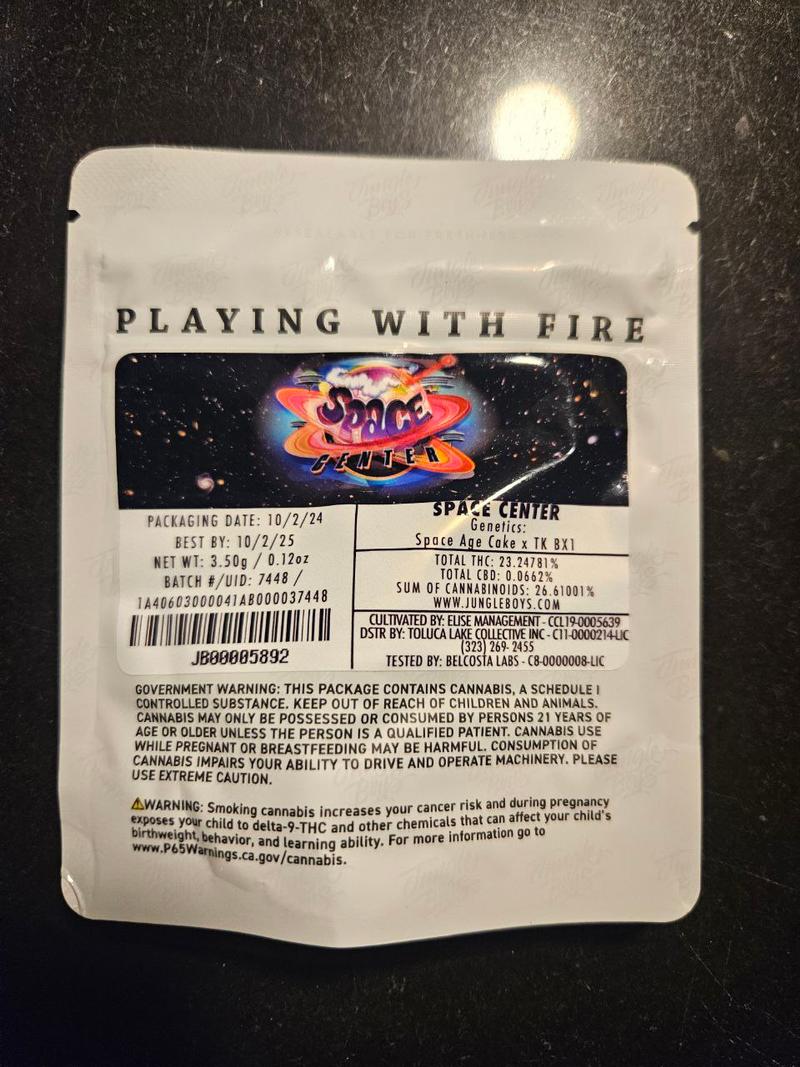 Jungle Boys
RESEALABLE FOR FRESHNESS
PLAYING WITH FIRE
SPACE
CENTER
PACKAGING DATE: 10/2/24
BEST BY: 10/2/25
NET WT: 3.50g / 0.12oz
BATCH #/UID: 7448 /
1A40603000041AB000037448
JB00005892
SPACE CENTER
Genetics:
Space Age Cake x TK BX1
TOTAL THC: 23.24781%
TOTAL CBD: 0.0662%
SUM OF CANNABINOIDS: 26.61001%
WWW.JUNGLEBOYS.COM
CULTIVATED BY: ELISE MANAGEMENT - CCL19-0005639
DSTR BY: TOLUCA LAKE COLLECTIVE INC - C11-0000214-LIC
(323) 269- 2455
TESTED BY: BELCOSTA LABS - C8-0000008-LIC
GOVERNMENT WARNING: THIS PACKAGE CONTAINS CANNABIS, A SCHEDULE I
CONTROLLED SUBSTANCE. KEEP OUT OF REACH OF CHILDREN AND ANIMALS.
CANNABIS MAY ONLY BE POSSESSED OR CONSUMED BY PERSONS 21 YEARS OF
AGE OR OLDER UNLESS THE PERSON IS A QUALIFIED PATIENT. CANNABIS USE
WHILE PREGNANT OR BREASTFEEDING MAY BE HARMFUL. CONSUMPTION OF
CANNABIS IMPAIRS YOUR ABILITY TO DRIVE AND OPERATE MACHINERY. PLEASE
USE EXTREME CAUTION.
⚠WARNING: Smoking cannabis increases your cancer risk and during pregnancy
exposes your child to delta-9-THC and other chemicals that can affect your child's
birthweight, behavior, and learning ability. For more information go to
www.P65Warnings.ca.gov/cannabis.